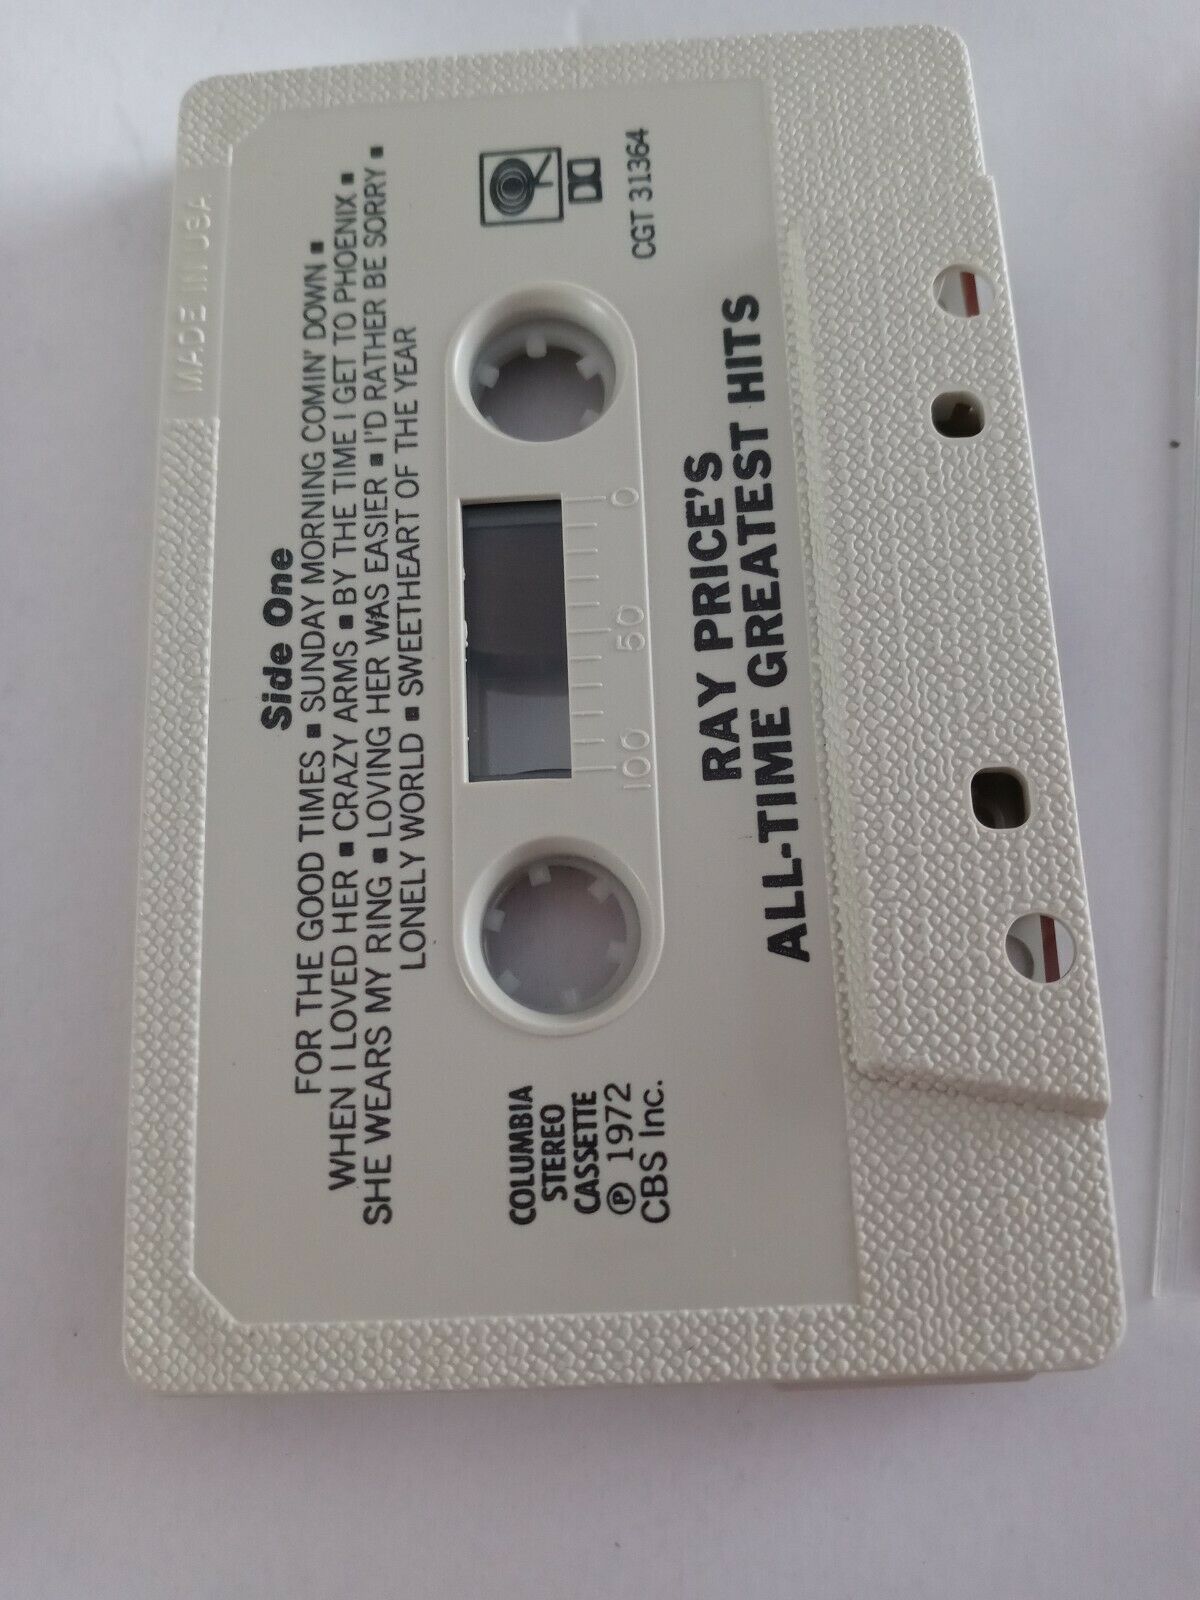 MADE IN USA
Side One
FOR THE GOOD TIMES ■ SUNDAY MORNING COMIN' DOWN ■
WHEN I LOVED HER ■ CRAZY ARMS ■ BY THE TIME I GET TO PHOENIX ■
SHE WEARS MY RING ■ LOVING HER WAS EASIER ■ I'D RATHER BE SORRY ■
LONELY WORLD ■ SWEETHEART OF THE YEAR
COLUMBIA
STEREO
CASSETTE
Ⓟ 1972
CBS Inc.
100 50 0
CGT 31364
RAY PRICE'S
ALL-TIME GREATEST HITS